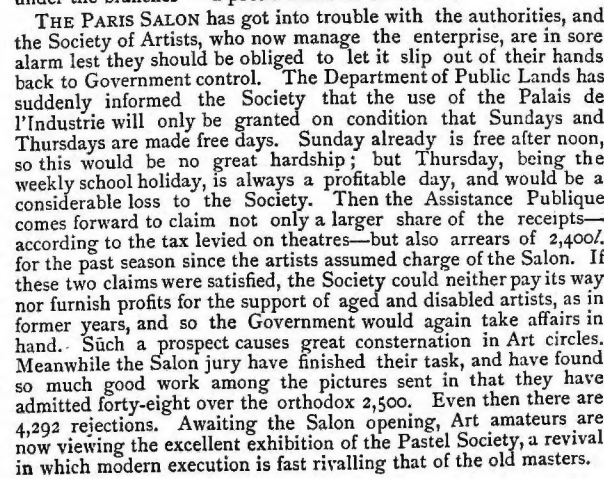 THE PARIS SALON has got into trouble with the authorities, and
the Society of Artists, who now manage the enterprise, are in sore
alarm lest they should be obliged to let it slip out of their hands
back to Government control. The Department of Public Lands has
suddenly informed the Society that the use of the Palais de
l'Industrie will only be granted on condition that Sundays and
Thursdays are made free days. Sunday already is free after noon,
so this would be no great hardship; but Thursday, being the
weekly school holiday, is always a profitable day, and would be a
considerable loss to the Society. Then the Assistance Publique
comes forward to claim not only a larger share of the receipts—
according to the tax levied on theatres—but also arrears of 2,400l.
for the past season since the artists assumed charge of the Salon. If
these two claims were satisfied, the Society could neither pay its way
nor furnish profits for the support of aged and disabled artists, as in
former years, and so the Government would again take affairs in
hand. Such a prospect causes great consternation in Art circles.
Meanwhile the Salon jury have finished their task, and have found
so much good work among the pictures sent in that they have
admitted forty-eight over the orthodox 2,500. Even then there are
4,292 rejections. Awaiting the Salon opening, Art amateurs are
now viewing the excellent exhibition of the Pastel Society, a revival
in which modern execution is fast rivalling that of the old masters.